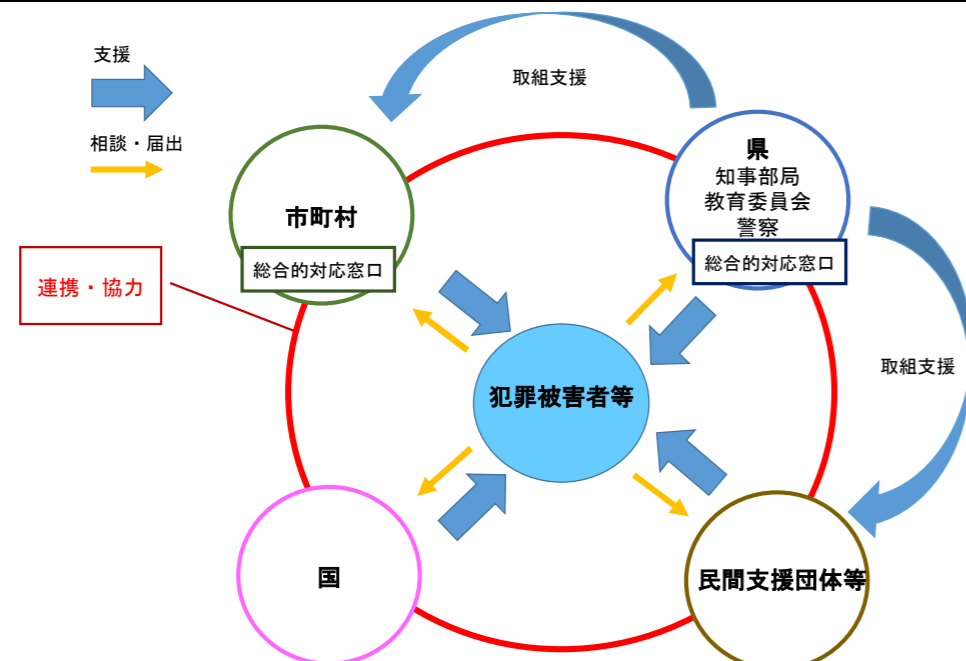 支援
相談・届出
取組支援
県
知事部局
教育委員会
警察
総合的対応窓口
市町村
総合的対応窓口
連携・協力
取組支援
犯罪被害者等
国
民間支援団体等